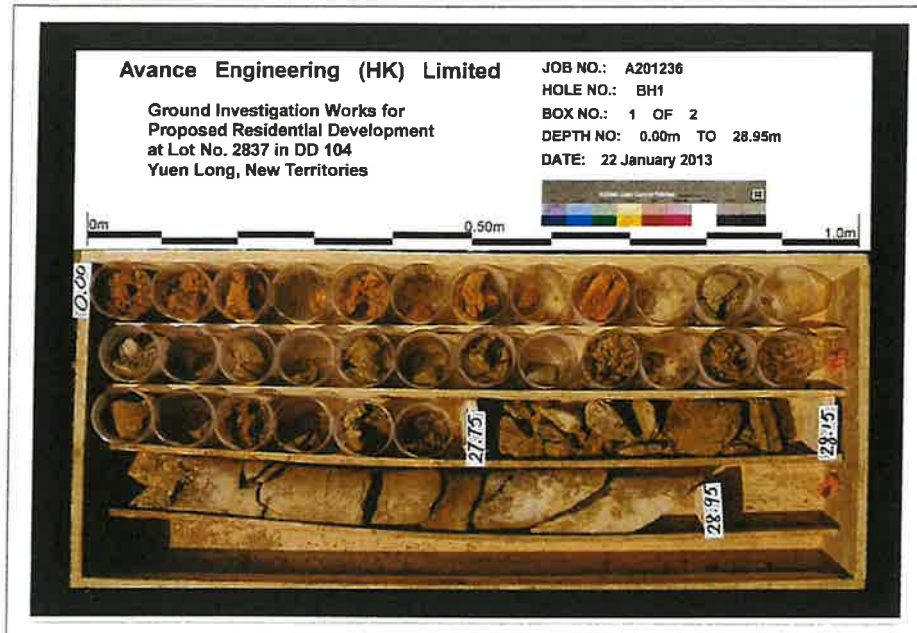 Avance Engineering (HK) Limited
Ground Investigation Works for
Proposed Residential Development
at Lot No. 2837 in DD 104
Yuen Long, New Territories
JOB NO.: A201236
HOLE NO.: BH1
BOX NO.: 1 OF 2
DEPTH NO: 0.00m TO 28.95m
DATE: 22 January 2013
0m 0.50m 1.0m
0.00
27.75
28.15
28.95